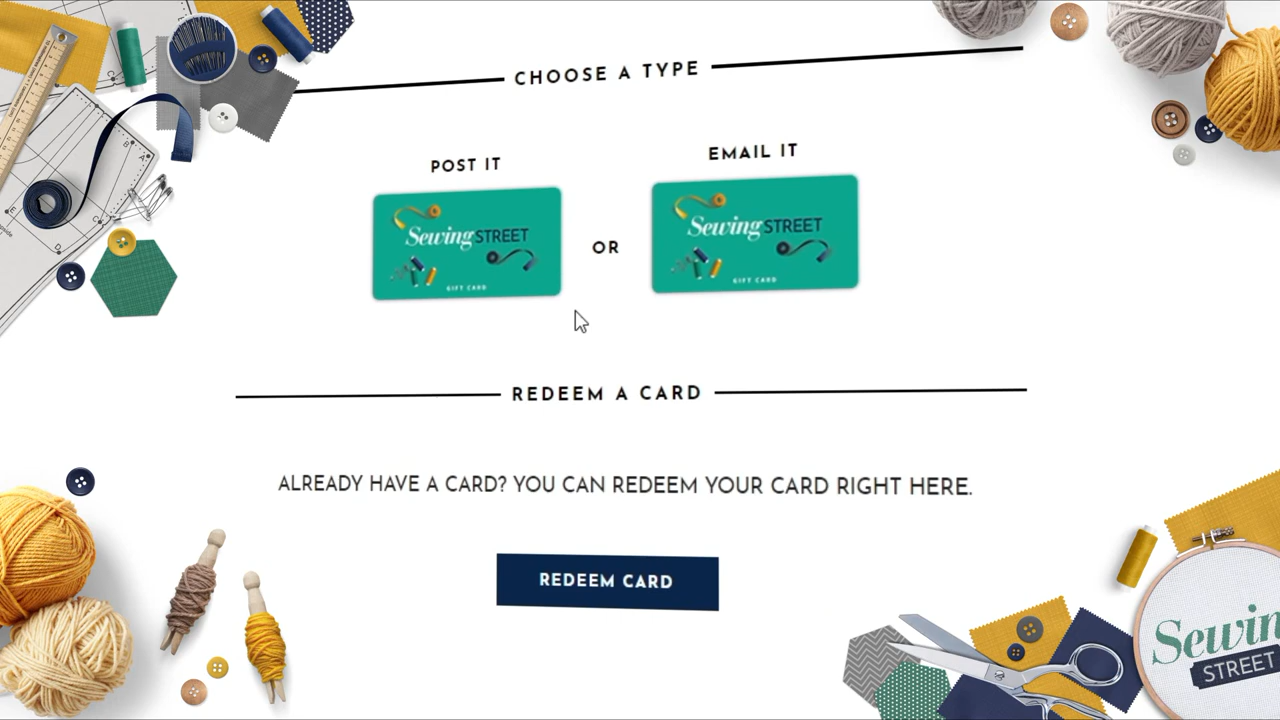 CHOOSE A TYPE
POST IT
EMAIL IT
Sewing STREET
GIFT CARD
OR
Sewing STREET
GIFT CARD
REDEEM A CARD
ALREADY HAVE A CARD? YOU CAN REDEEM YOUR CARD RIGHT HERE.
REDEEM CARD
Sewin
STREET